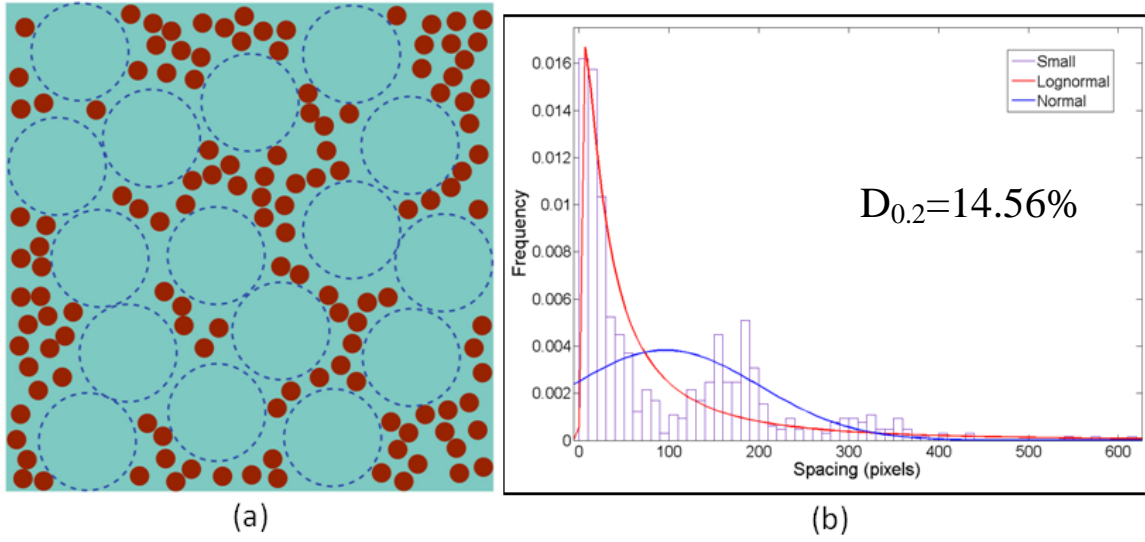 0.016
0.014
0.012
0.01
0.008
0.006
0.004
0.002
0
Frequency
0
100
200
300
400
500
600
Spacing (pixels)
Small
Lognormal
Normal
D0.2=14.56%
(a)
(b)